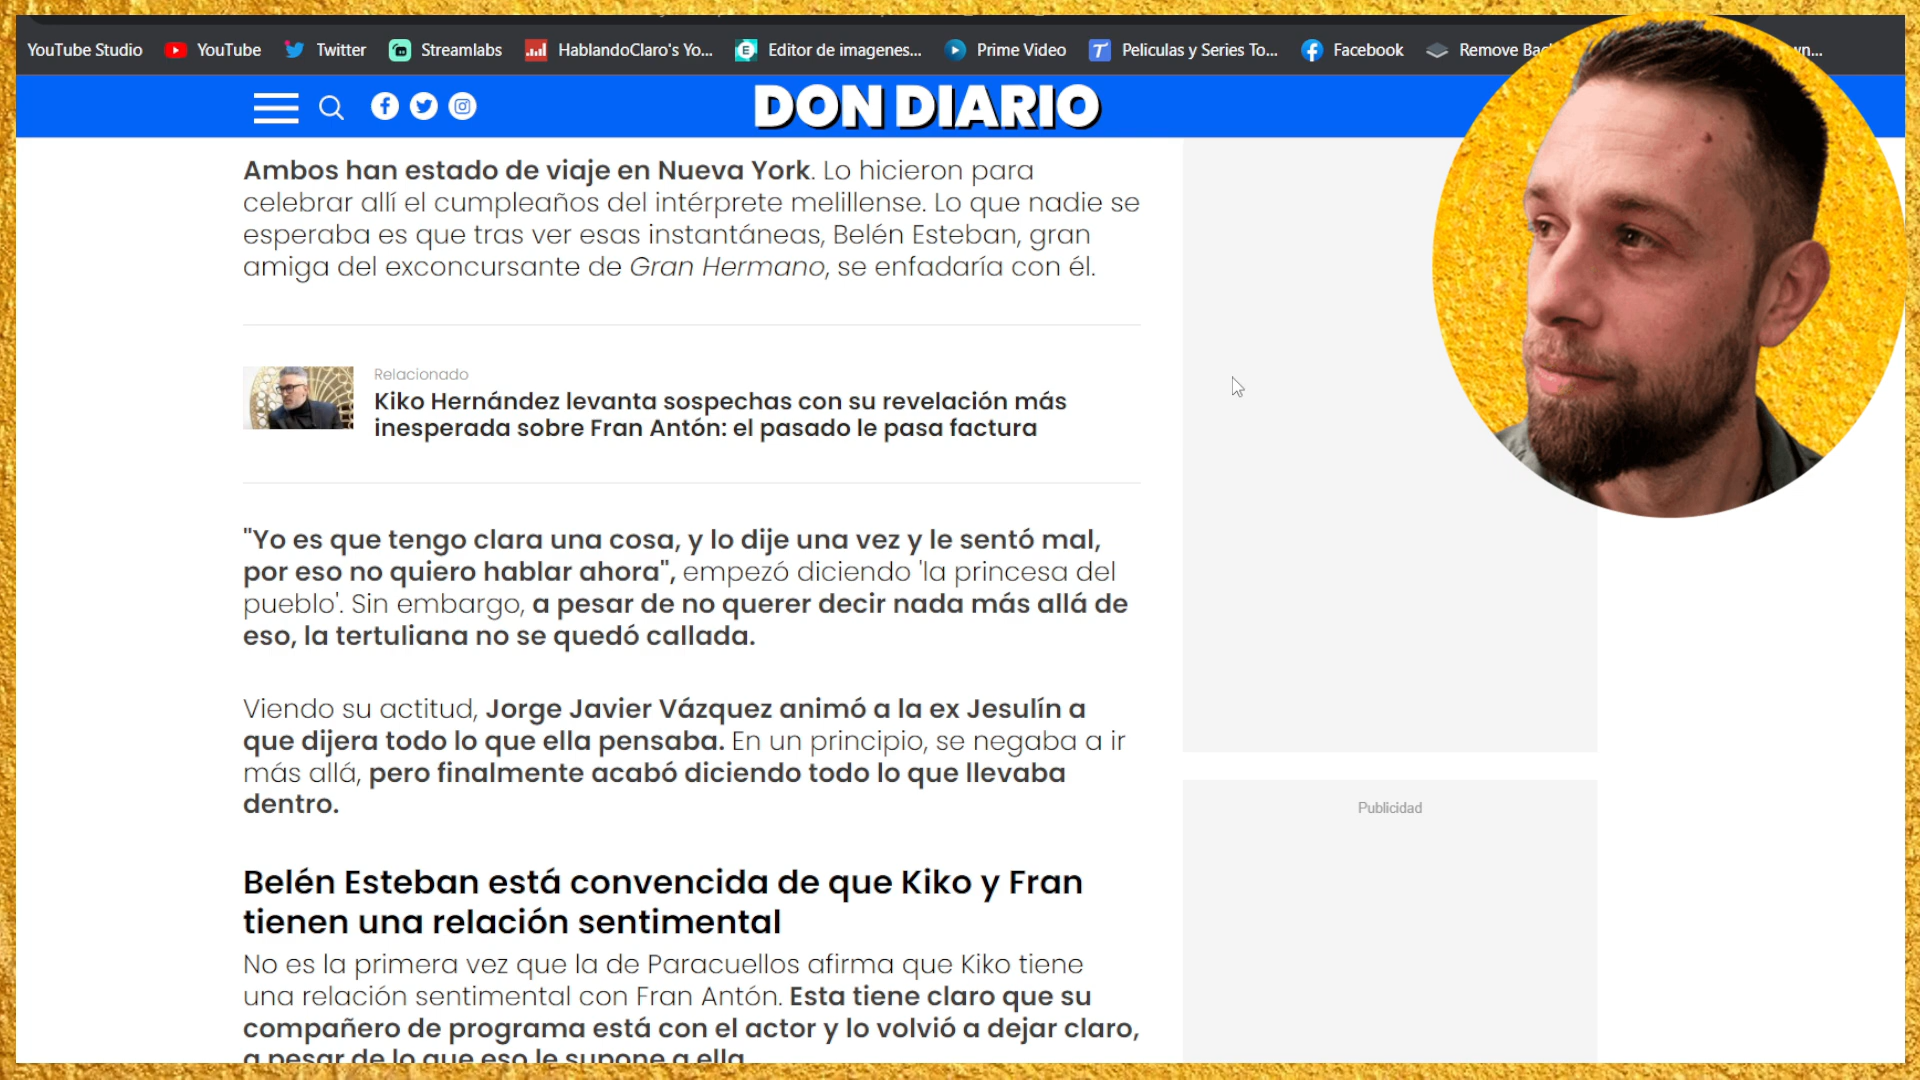 YouTube Studio YouTube Twitter Streamlabs HablandoClaro's Yo... Editor de imagenes... Prime Video Peliculas y Series To... Facebook Remove Bac
DON DIARIO
Ambos han estado de viaje en Nueva York. Lo hicieron para
celebrar allí el cumpleaños del intérprete melillense. Lo que nadie se
esperaba es que tras ver esas instantáneas, Belén Esteban, gran
amiga del exconcursante de Gran Hermano, se enfadaría con él.
Relacionado
Kiko Hernández levanta sospechas con su revelación más
inesperada sobre Fran Antón: el pasado le pasa factura
"Yo es que tengo clara una cosa, y lo dije una vez y le sentó mal,
por eso no quiero hablar ahora", empezó diciendo 'la princesa del
pueblo'. Sin embargo, a pesar de no querer decir nada más allá de
eso, la tertuliana no se quedó callada.
Viendo su actitud, Jorge Javier Vázquez animó a la ex Jesulín a
que dijera todo lo que ella pensaba. En un principio, se negaba a ir
más allá, pero finalmente acabó diciendo todo lo que llevaba
dentro.
Publicidad
Belén Esteban está convencida de que Kiko y Fran
tienen una relación sentimental
No es la primera vez que la de Paracuellos afirma que Kiko tiene
una relación sentimental con Fran Antón. Esta tiene claro que su
compañero de programa está con el actor y lo volvió a dejar claro,
a pesar de lo que eso le supone a ella.